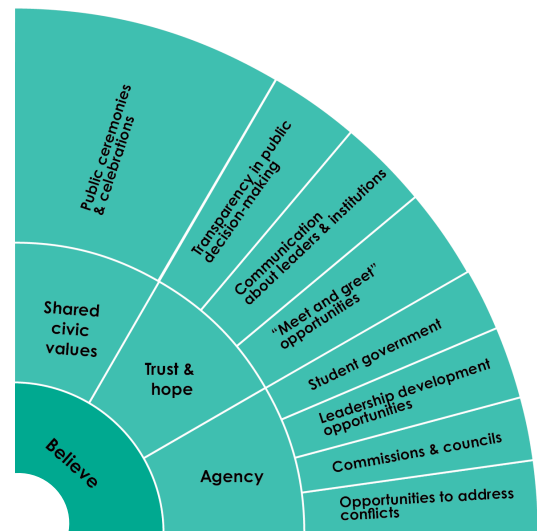 Public ceremonies
& celebrations
Transparency in public
decision-making
Communication
about leaders & institutions
“Meet and greet”
opportunities
Student government
Leadership development
opportunities
Commissions & councils
Opportunities to address
conflicts
Shared
civic
values
Trust &
hope
Agency
Believe